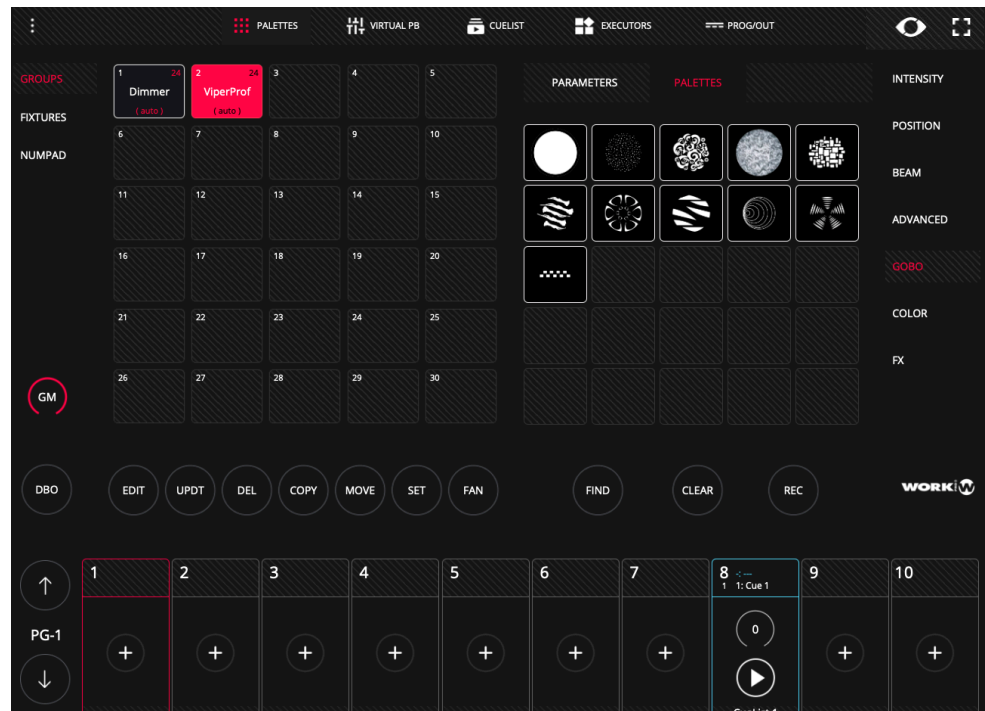 PALETTES
VIRTUAL PB
CUELIST
EXECUTORS
PROG/OUT
GROUPS
FIXTURES
NUMPAD
1 24
Dimmer
( auto )
2 24
ViperProf
( auto )
3
4
5
6
7
8
9
10
11
12
13
14
15
16
17
18
19
20
21
22
23
24
25
26
27
28
29
30
PARAMETERS
PALETTES
INTENSITY
POSITION
BEAM
ADVANCED
GOBO
COLOR
FX
GM
DBO
EDIT
UPDT
DEL
COPY
MOVE
SET
FAN
FIND
CLEAR
REC
WORK
PG-1
1
2
3
4
5
6
7
8
1 1: Cue 1
0
9
10